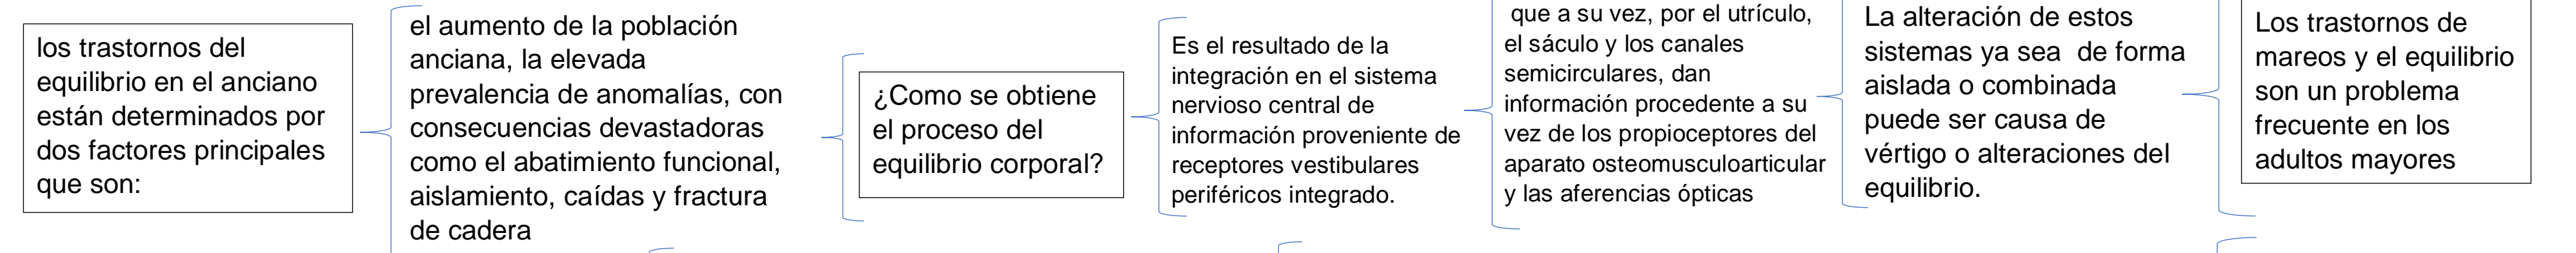 los trastornos del
equilibrio en el anciano
están determinados por
dos factores principales
que son:
el aumento de la población
anciana, la elevada
prevalencia de anomalías, con
consecuencias devastadoras
como el abatimiento funcional,
aislamiento, caídas y fractura
de cadera
¿Como se obtiene
el proceso del
equilibrio corporal?
Es el resultado de la
integración en el sistema
nervioso central de
información proveniente de
receptores vestibulares
periféricos integrado.
que a su vez, por el utrículo,
el sáculo y los canales
semicirculares, dan
información procedente a su
vez de los propioceptores del
aparato osteomusculoarticular
y las aferencias ópticas
La alteración de estos
sistemas ya sea  de forma
aislada o combinada
puede ser causa de
vértigo o alteraciones del
equilibrio.
Los trastornos de
mareos y el equilibrio
son un problema
frecuente en los
adultos mayores